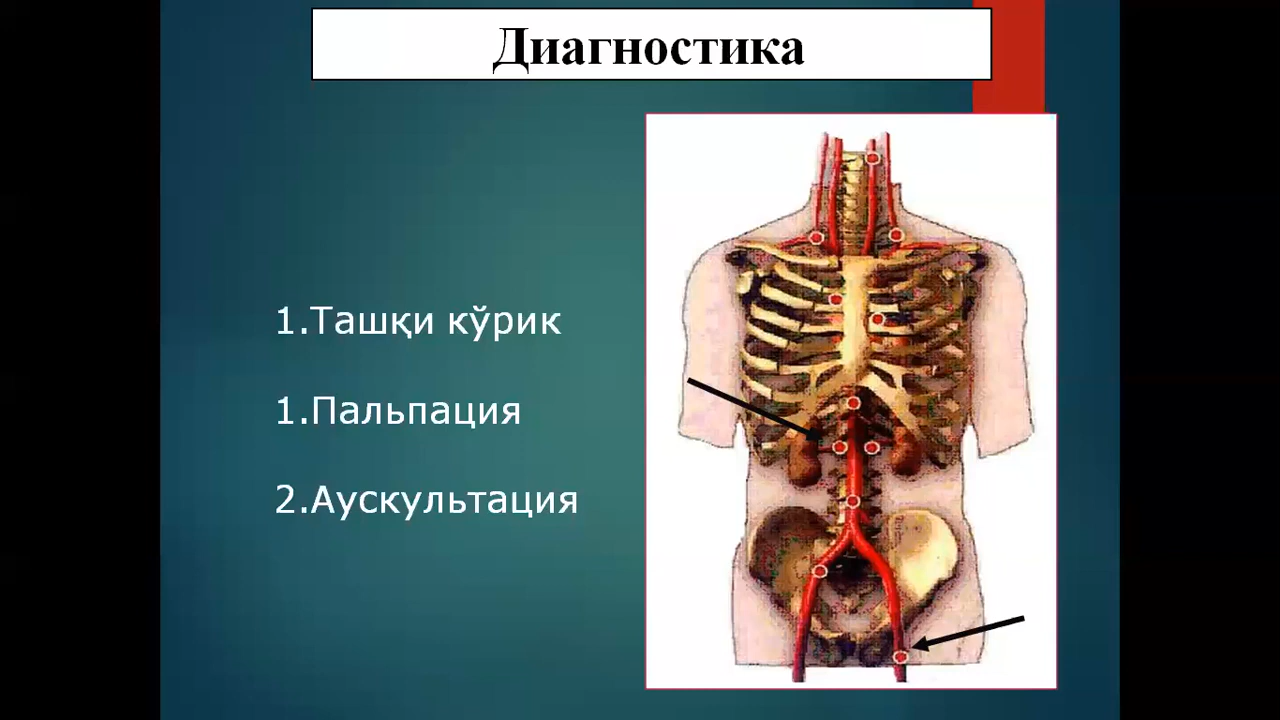 Диагностика
1.Ташқи кўрик
1.Пальпация
2.Аускультация